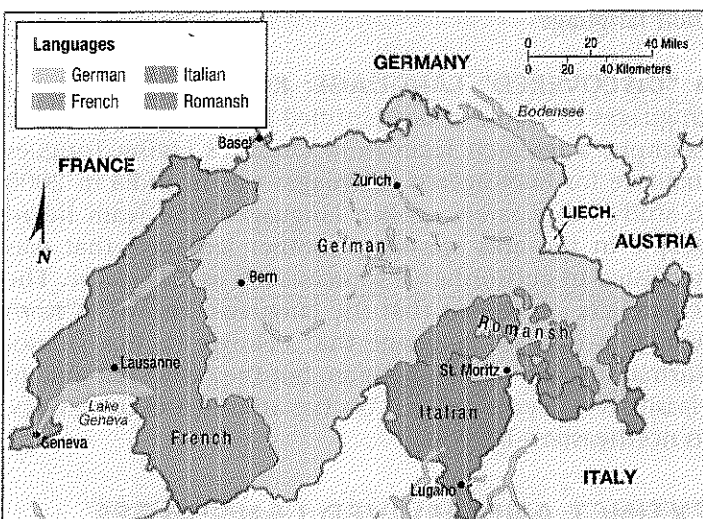 Languages
German
Italian
French
Romansh
0 20 40 Miles
0 20 40 Kilometers
GERMANY
Bodensee
Basel
FRANCE
Zurich
LIECH.
N
German
AUSTRIA
Bern
Romansh
Lausanne
St. Moritz
Lake
Geneva
Italian
Geneva
French
ITALY
Lugano